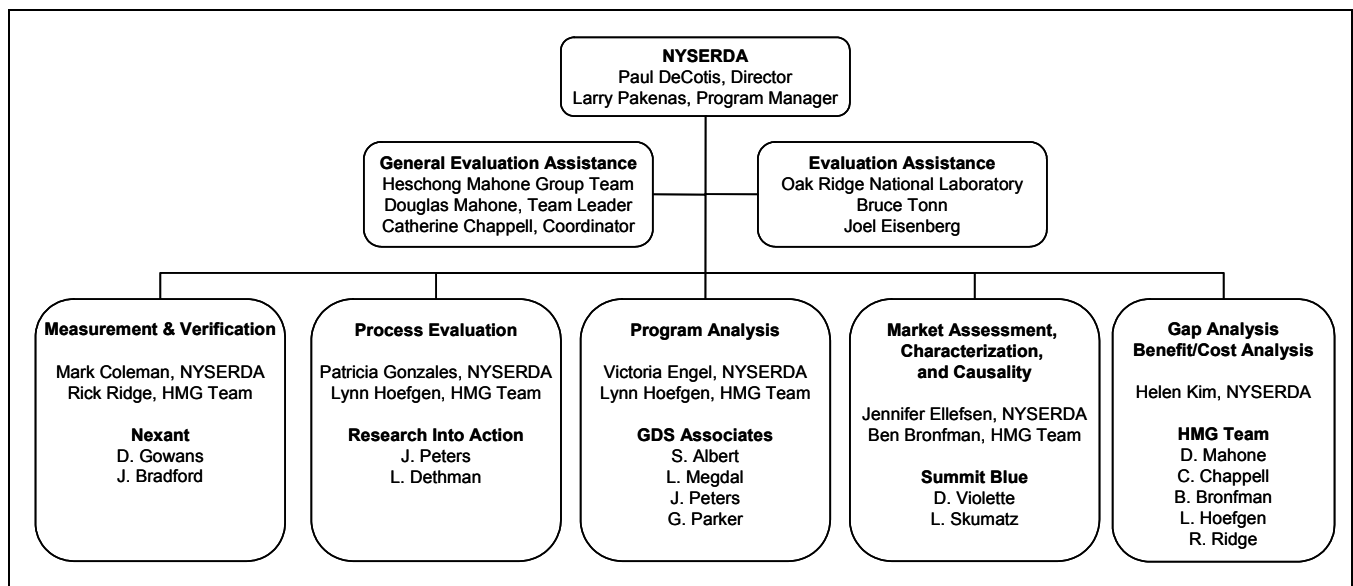 NYSERDA
Paul DeCotis, Director
Larry Pakenas, Program Manager
General Evaluation Assistance
Heschong Mahone Group Team
Douglas Mahone, Team Leader
Catherine Chappell, Coordinator
Evaluation Assistance
Oak Ridge National Laboratory
Bruce Tonn
Joel Eisenberg
Measurement & Verification
Mark Coleman, NYSERDA
Rick Ridge, HMG Team
Nexant
D. Gowans
J. Bradford
Process Evaluation
Patricia Gonzales, NYSERDA
Lynn Hoefgen, HMG Team
Research Into Action
J. Peters
L. Dethman
Program Analysis
Victoria Engel, NYSERDA
Lynn Hoefgen, HMG Team
GDS Associates
S. Albert
L. Megdal
J. Peters
G. Parker
Market Assessment,
Characterization,
and Causality
Jennifer Ellefsen, NYSERDA
Ben Bronfman, HMG Team
Summit Blue
D. Violette
L. Skumatz
Gap Analysis
Benefit/Cost Analysis
Helen Kim, NYSERDA
HMG Team
D. Mahone
C. Chappell
B. Bronfman
L. Hoefgen
R. Ridge